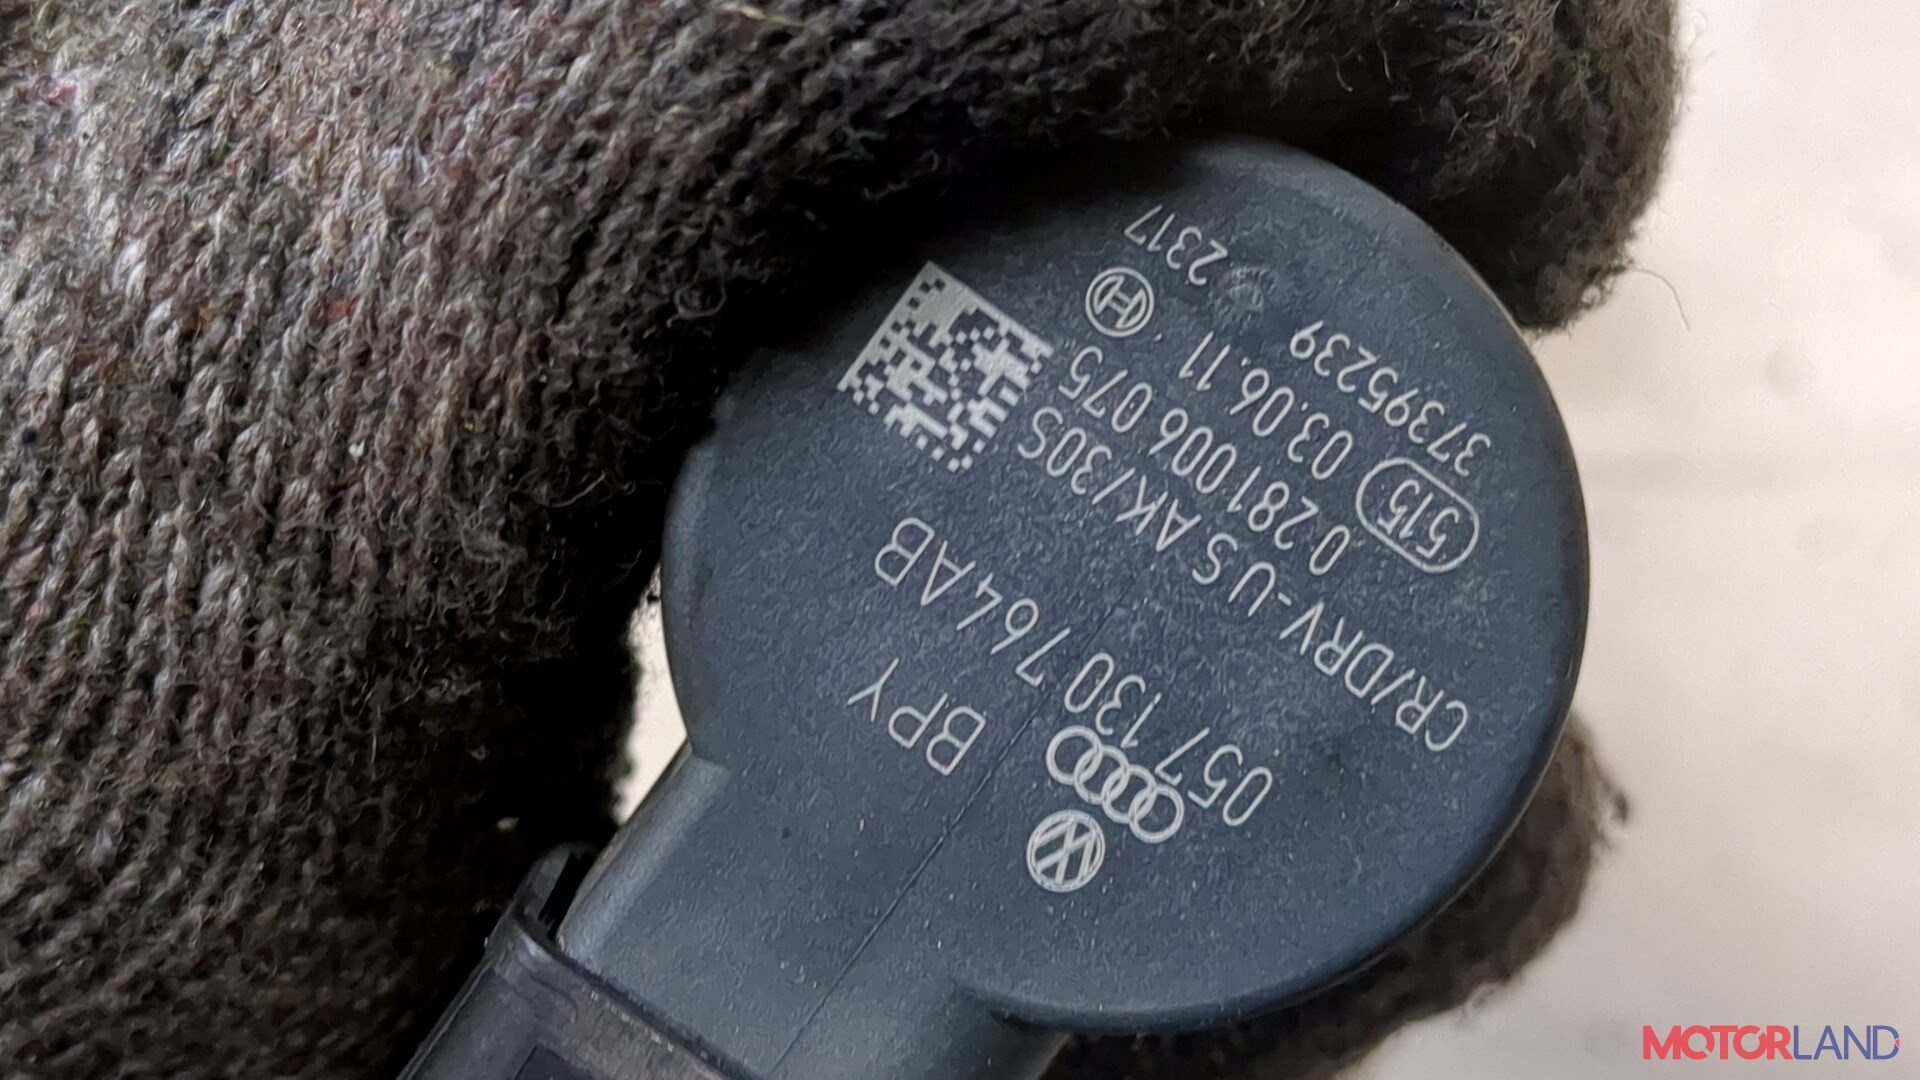 BPY
057 130 764AB
CR/DRV-U S AK/30S
0 281 006 075
515 03.06.11
37395239 2317
MOTORLAND